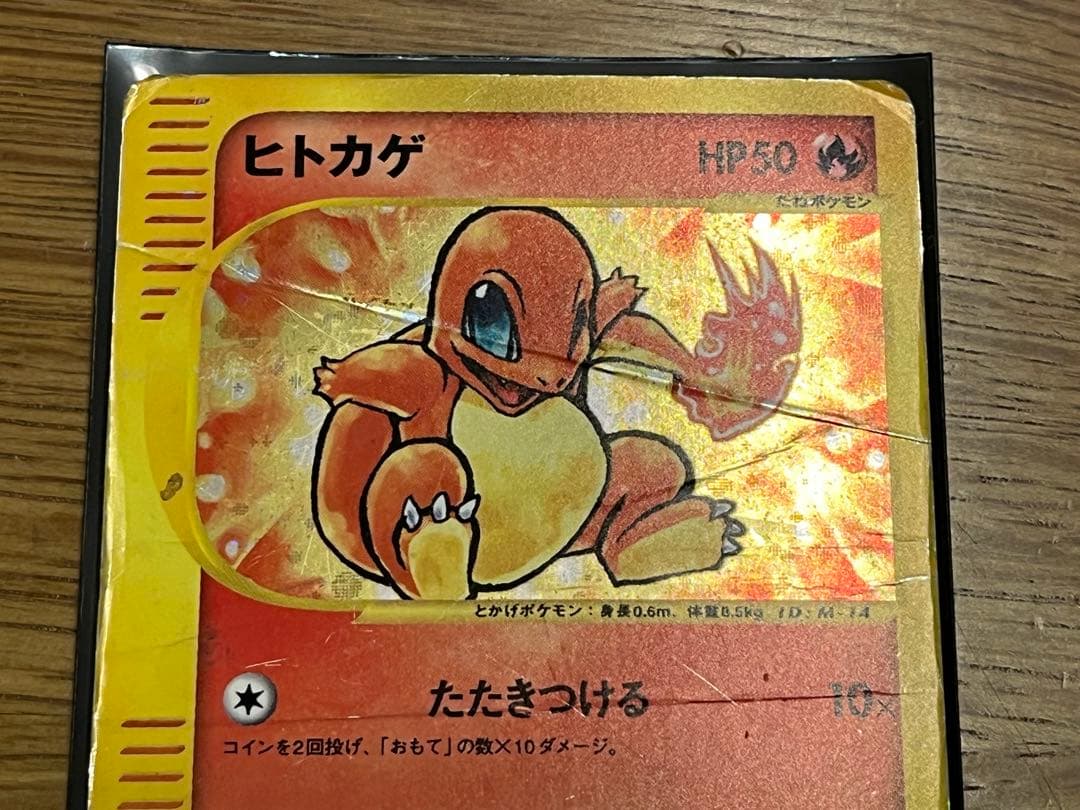 ヒトカゲ HP50
たねポケモン
とかげポケモン：身長0.6m、体重8.5kg ID：M-14
たたきつける 10×
コインを2回投げ、「おもて」の数×10ダメージ。